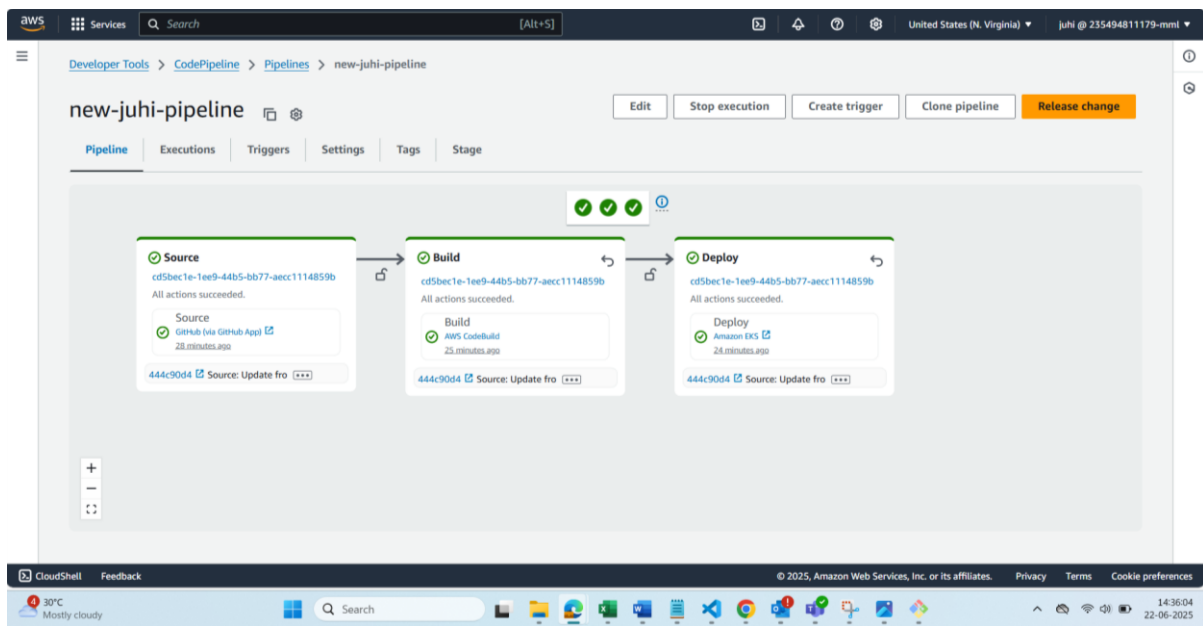 aws Services Search [Alt+S] United States (N. Virginia) juhi @ 235494811179-mml
Developer Tools > CodePipeline > Pipelines > new-juhi-pipeline
new-juhi-pipeline
Edit Stop execution Create trigger Clone pipeline Release change
Pipeline Executions Triggers Settings Tags Stage
Source
cd5bec1e-1ee9-44b5-bb77-aecc1114859b
All actions succeeded.
Source
GitHub (via GitHub App)
28 minutes ago
444c90d4 Source: Update fro
Build
cd5bec1e-1ee9-44b5-bb77-aecc1114859b
All actions succeeded.
Build
AWS CodeBuild
25 minutes ago
444c90d4 Source: Update fro
Deploy
cd5bec1e-1ee9-44b5-bb77-aecc1114859b
All actions succeeded.
Deploy
Amazon EKS
24 minutes ago
444c90d4 Source: Update fro
CloudShell Feedback © 2025, Amazon Web Services, Inc. or its affiliates. Privacy Terms Cookie preferences
4
30°C
Mostly cloudy
Search
14:36:04
22-06-2025